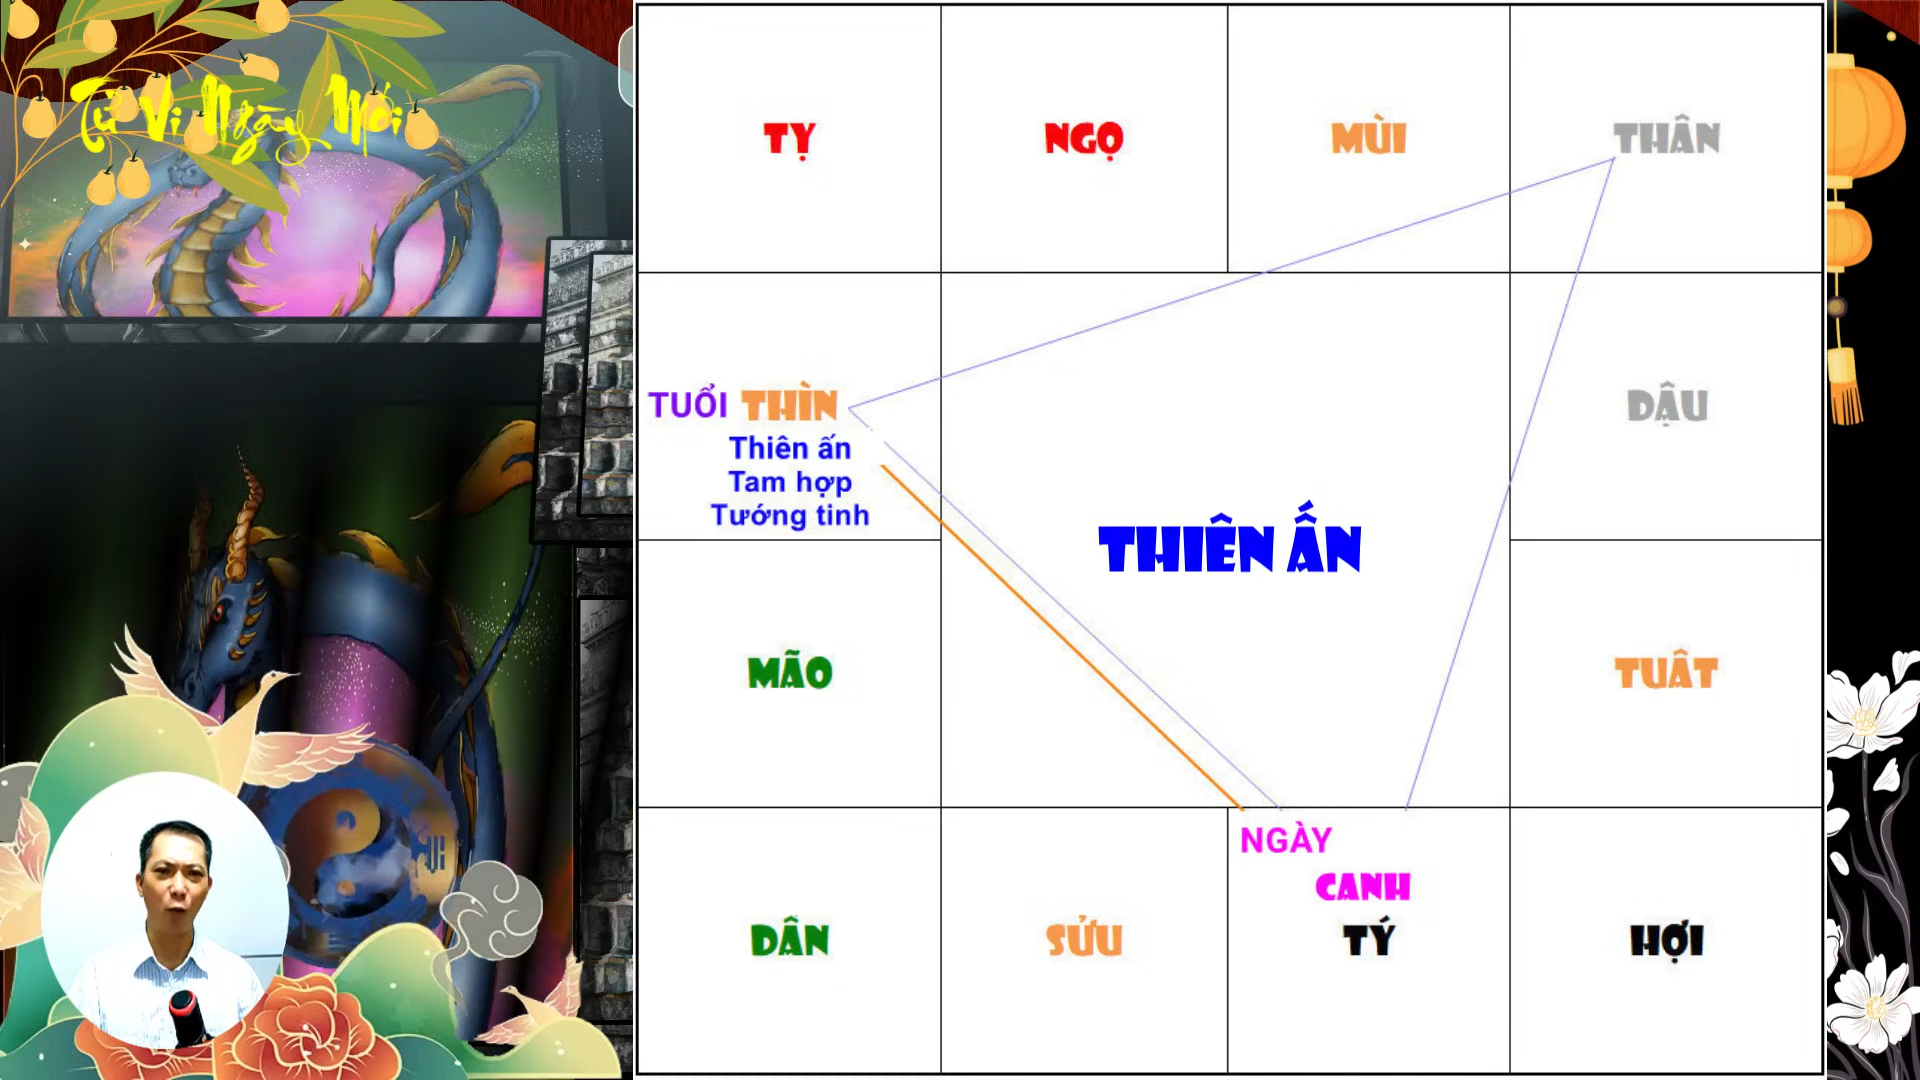 Tử Vi Ngày Mới
TỴ
NGỌ
MÙI
THÂN
TUỔI THÌN
Thiên ấn
Tam hợp
Tướng tinh
DẬU
THIÊN ẤN
MÃO
TUẤT
NGÀY
CANH
TÝ
DẦN
SỬU
HỢI